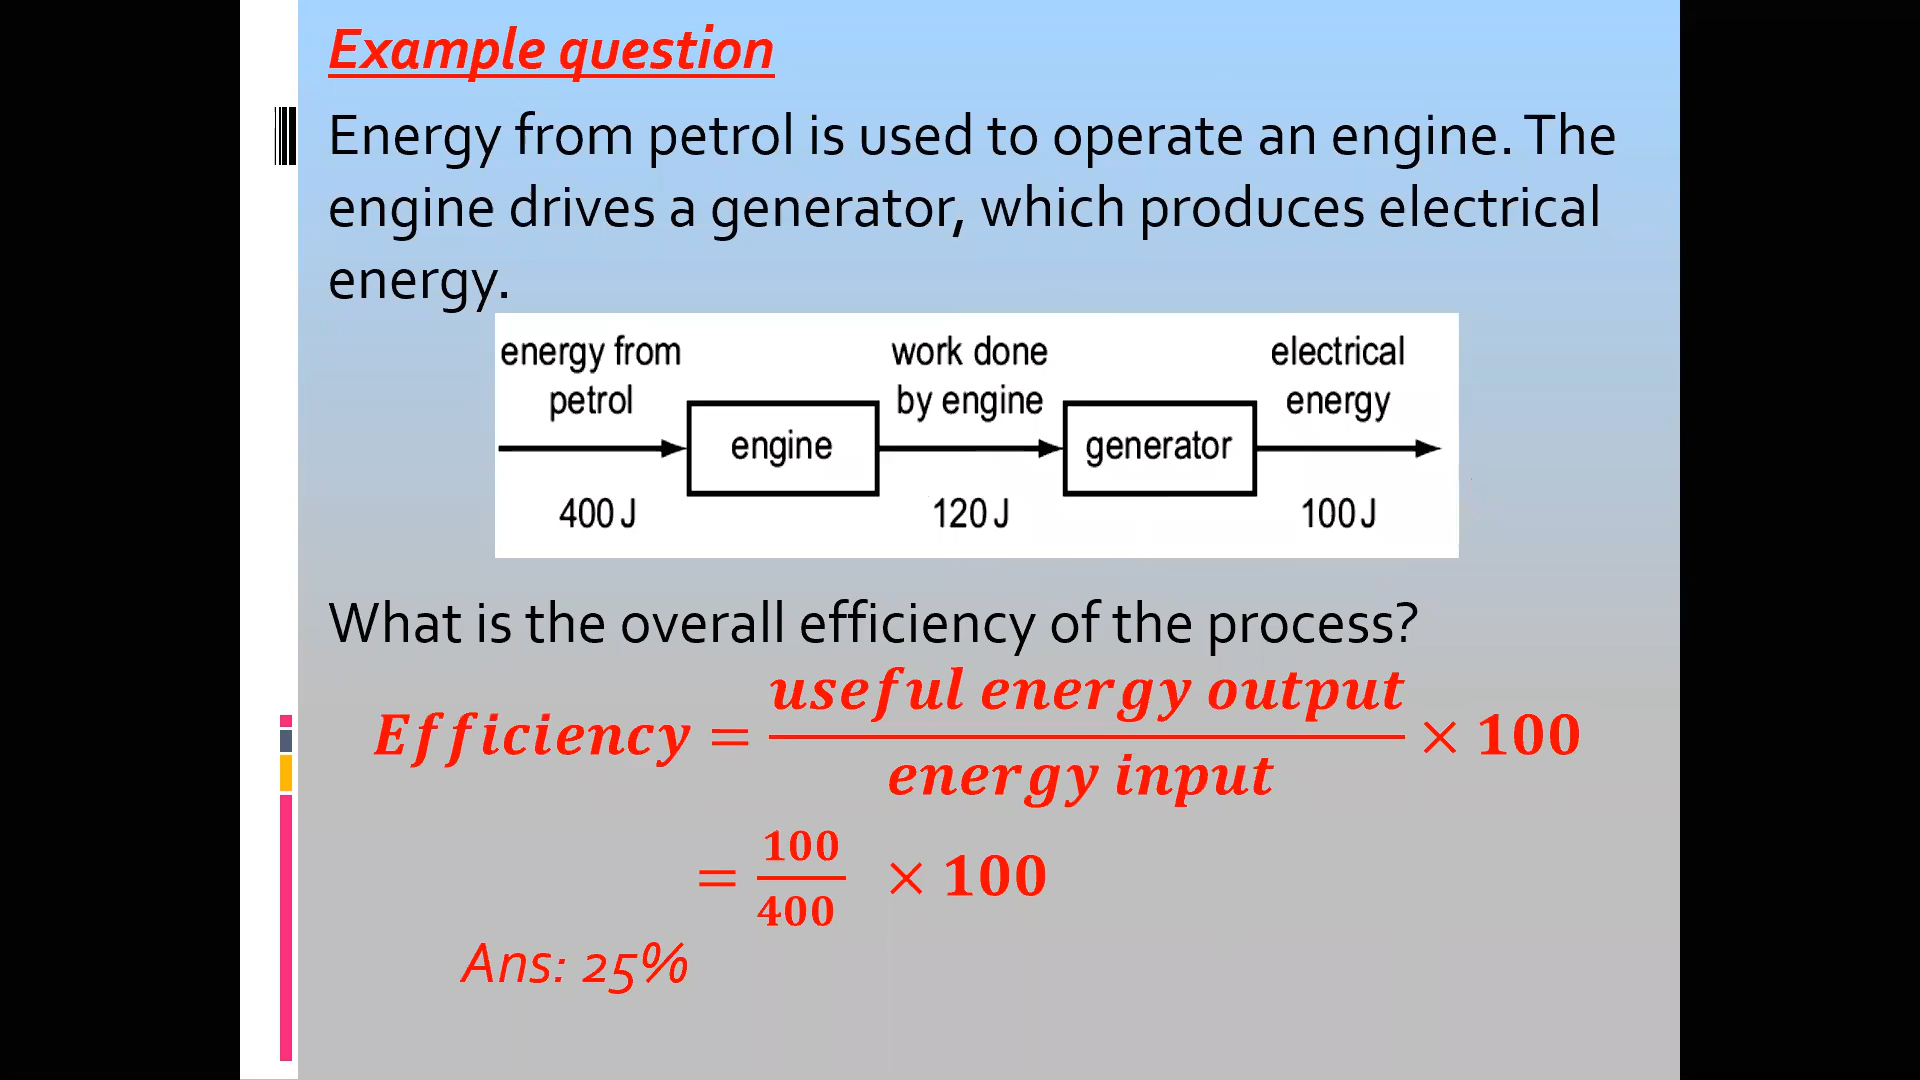 Example question
Energy from petrol is used to operate an engine. The
engine drives a generator, which produces electrical
energy.
energy from
petrol
work done
by engine
electrical
energy
engine
generator
400 J
120 J
100 J
What is the overall efficiency of the process?
Efficiency = useful energy output / energy input × 100
= 100 / 400 × 100
Ans: 25%